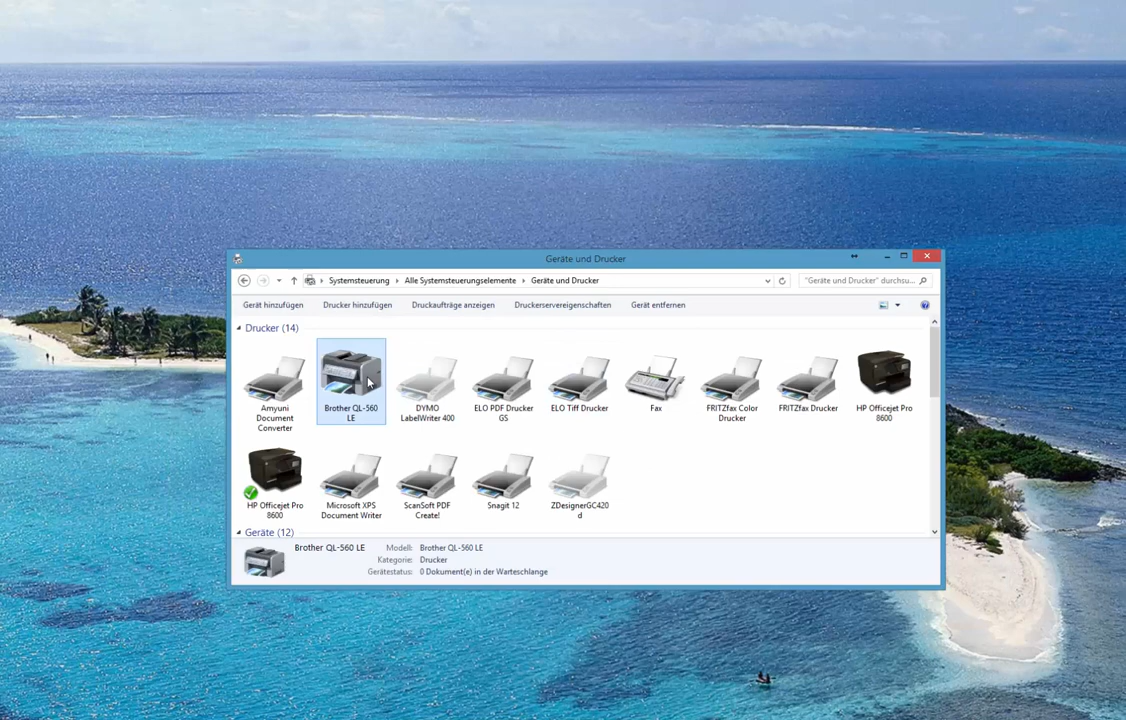 Geräte und Drucker
Systemsteuerung
Alle Systemsteuerungselemente
Geräte und Drucker
"Geräte und Drucker" durchsu...
Gerät hinzufügen
Drucker hinzufügen
Druckaufträge anzeigen
Druckerservereigenschaften
Gerät entfernen
Drucker (14)
Amyuni
Document
Converter
Brother QL-560
LE
DYMO
LabelWriter 400
ELO PDF Drucker
GS
ELO Tiff Drucker
Fax
FRITZfax Color
Drucker
FRITZfax Drucker
HP Officejet Pro
8600
HP Officejet Pro
8600
Microsoft XPS
Document Writer
ScanSoft PDF
Create!
Snagit 12
ZDesignerGC420
d
Geräte (12)
Brother QL-560 LE
Modell: Brother QL-560 LE
Kategorie: Drucker
Gerätestatus: 0 Dokument(e) in der Warteschlange